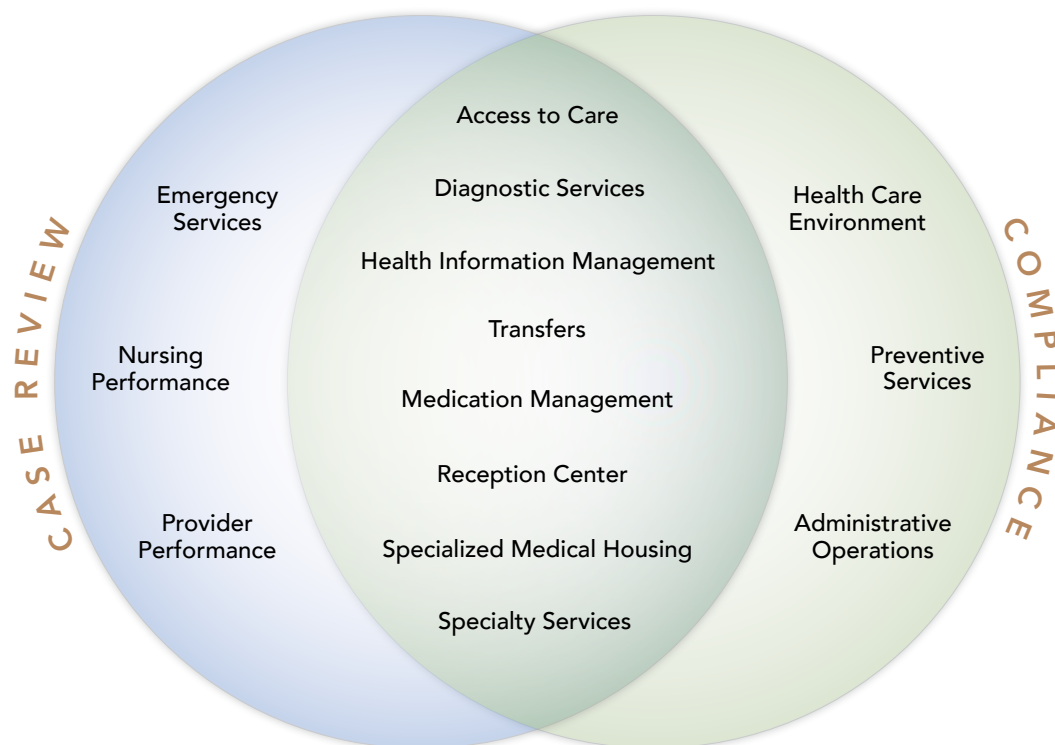 CASE REVIEW
Emergency
Services
Nursing
Performance
Provider
Performance
Access to Care
Diagnostic Services
Health Information Management
Transfers
Medication Management
Reception Center
Specialized Medical Housing
Specialty Services
Health Care
Environment
Preventive
Services
Administrative
Operations
COMPLIANCE